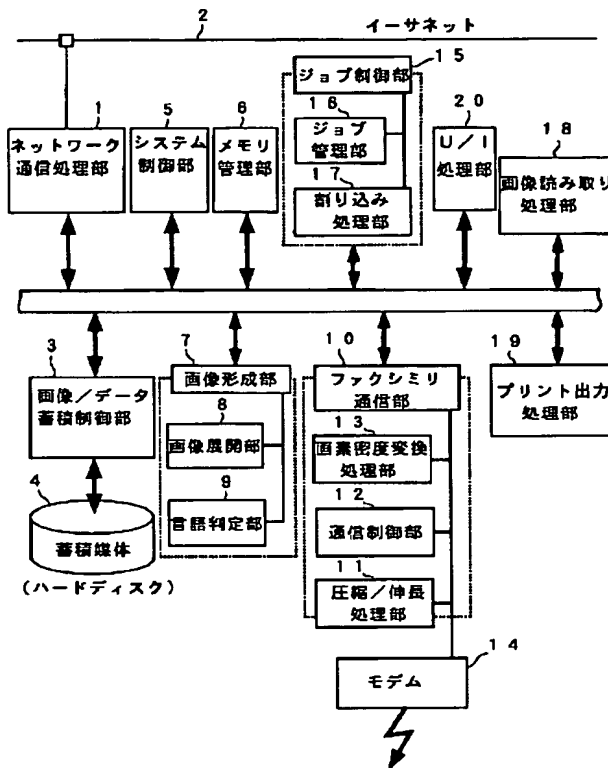 2
イーサネット
15
ジョブ制御部
16
ジョブ
管理部
17
割り込み
処理部
1
ネットワーク
通信処理部
5
システム
制御部
6
メモリ
管理部
20
U/I
処理部
18
画像読み取り
処理部
3
画像/データ
蓄積制御部
4
蓄積媒体
(ハードディスク)
7
画像形成部
8
画像展開部
9
言語判定部
10
ファクシミリ
通信部
13
画素密度変換
処理部
12
通信制御部
11
圧縮/伸長
処理部
19
プリント出力
処理部
14
モデム